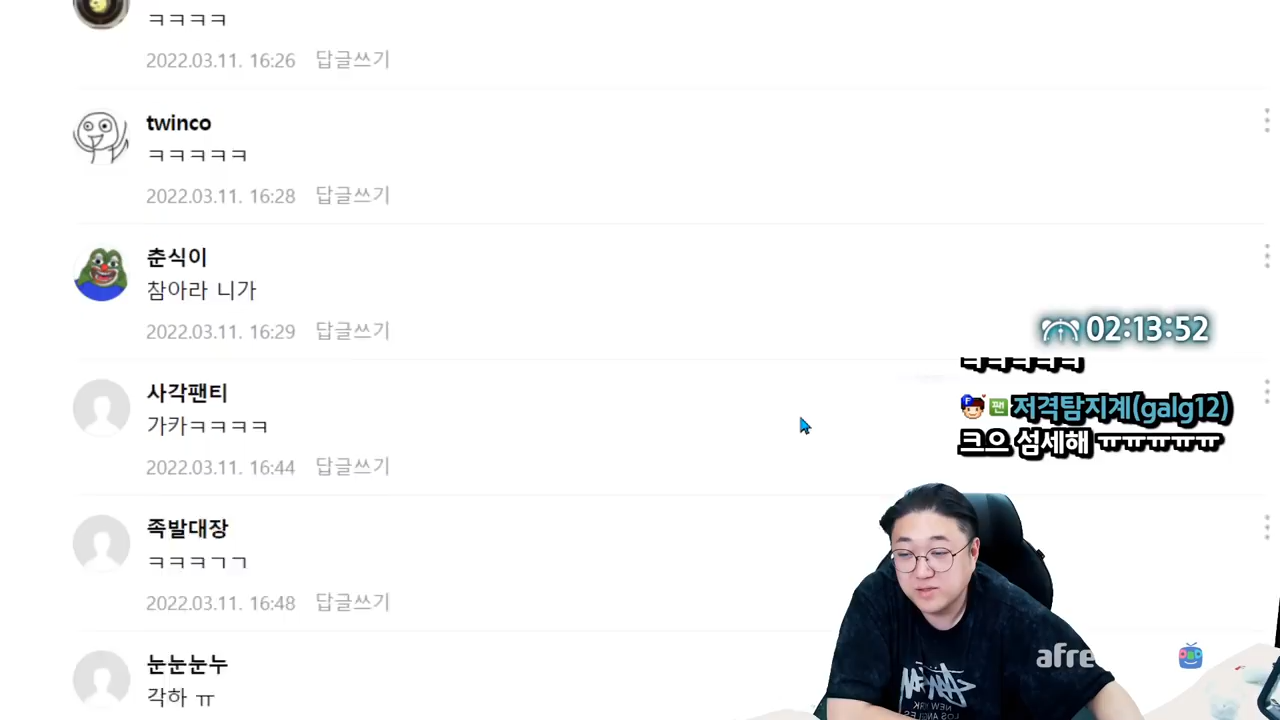 ㅋㅋㅋㅋ
2022.03.11. 16:26 답글쓰기
twinco
ㅋㅋㅋㅋㅋ
2022.03.11. 16:28 답글쓰기
춘식이
참아라 니가
2022.03.11. 16:29 답글쓰기
02:13:52
사각팬티
가카ㅋㅋㅋㅋ
2022.03.11. 16:44 답글쓰기
팬 저격탐지계(galg12)
크으 섬세해 ㅠㅠㅠㅠㅠ
족발대장
ㅋㅋㅋㄱㄱ
2022.03.11. 16:48 답글쓰기
눈눈눈누
각하 ㅠ
afre